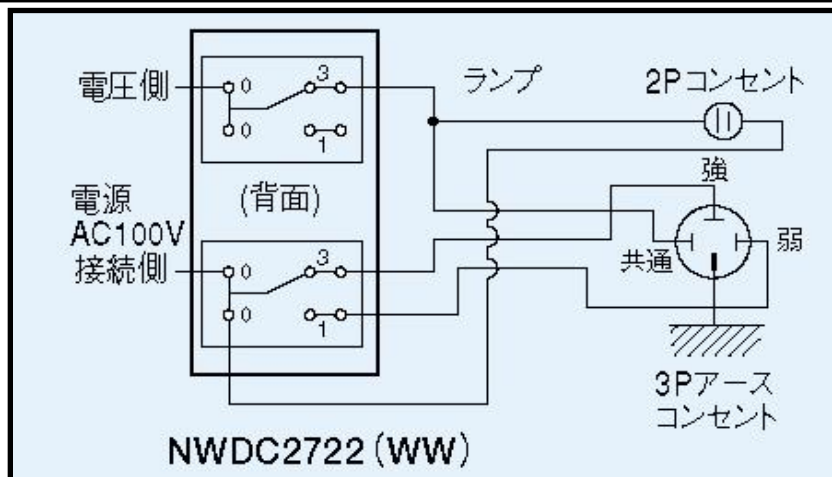 電圧側
0
3
ランプ
2Pコンセント
0
1
電源
AC100V
接続側
(背面)
強
共通
弱
0
3
0
1
3Pアース
コンセント
NWDC2722(WW)